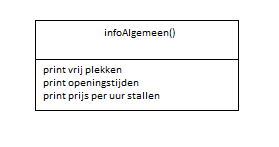 infoAlgemeen()
print vrij plekken
print openingstijden
print prijs per uur stallen